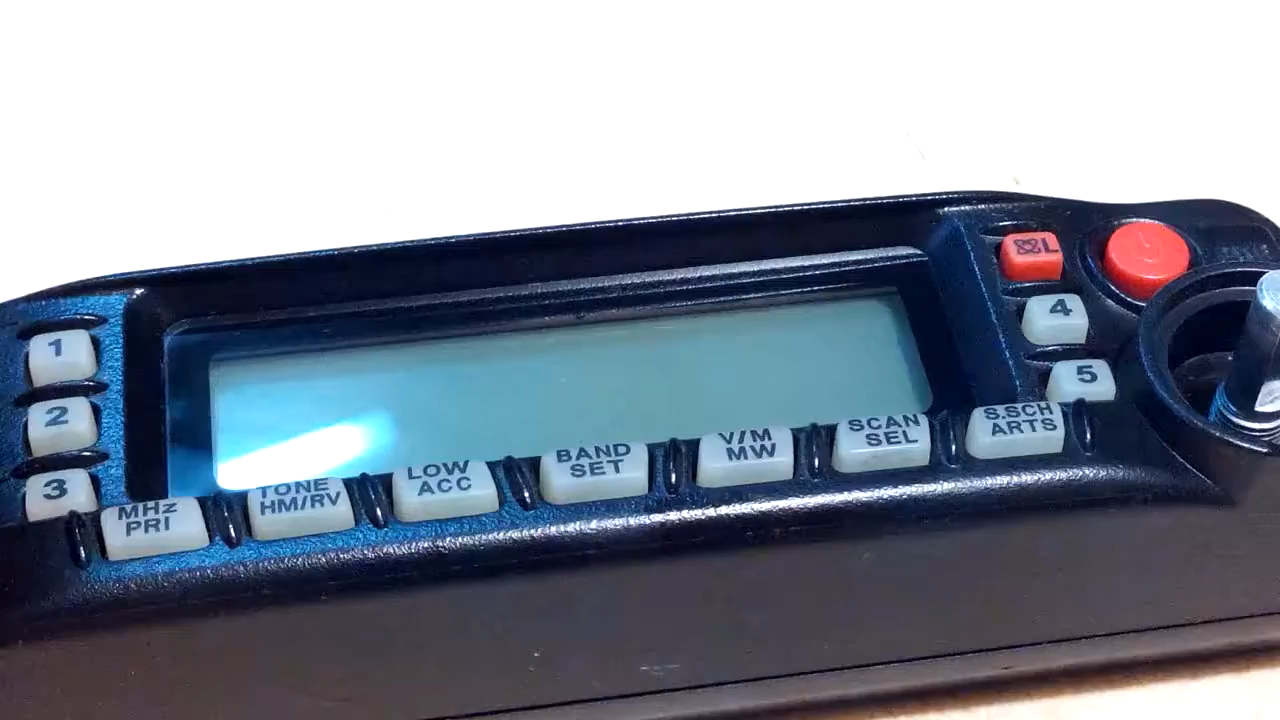 1
2
3
MHz
PRI
TONE
HM/RV
LOW
ACC
BAND
SET
V/M
MW
SCAN
SEL
S.SCH
ARTS
L
4
5